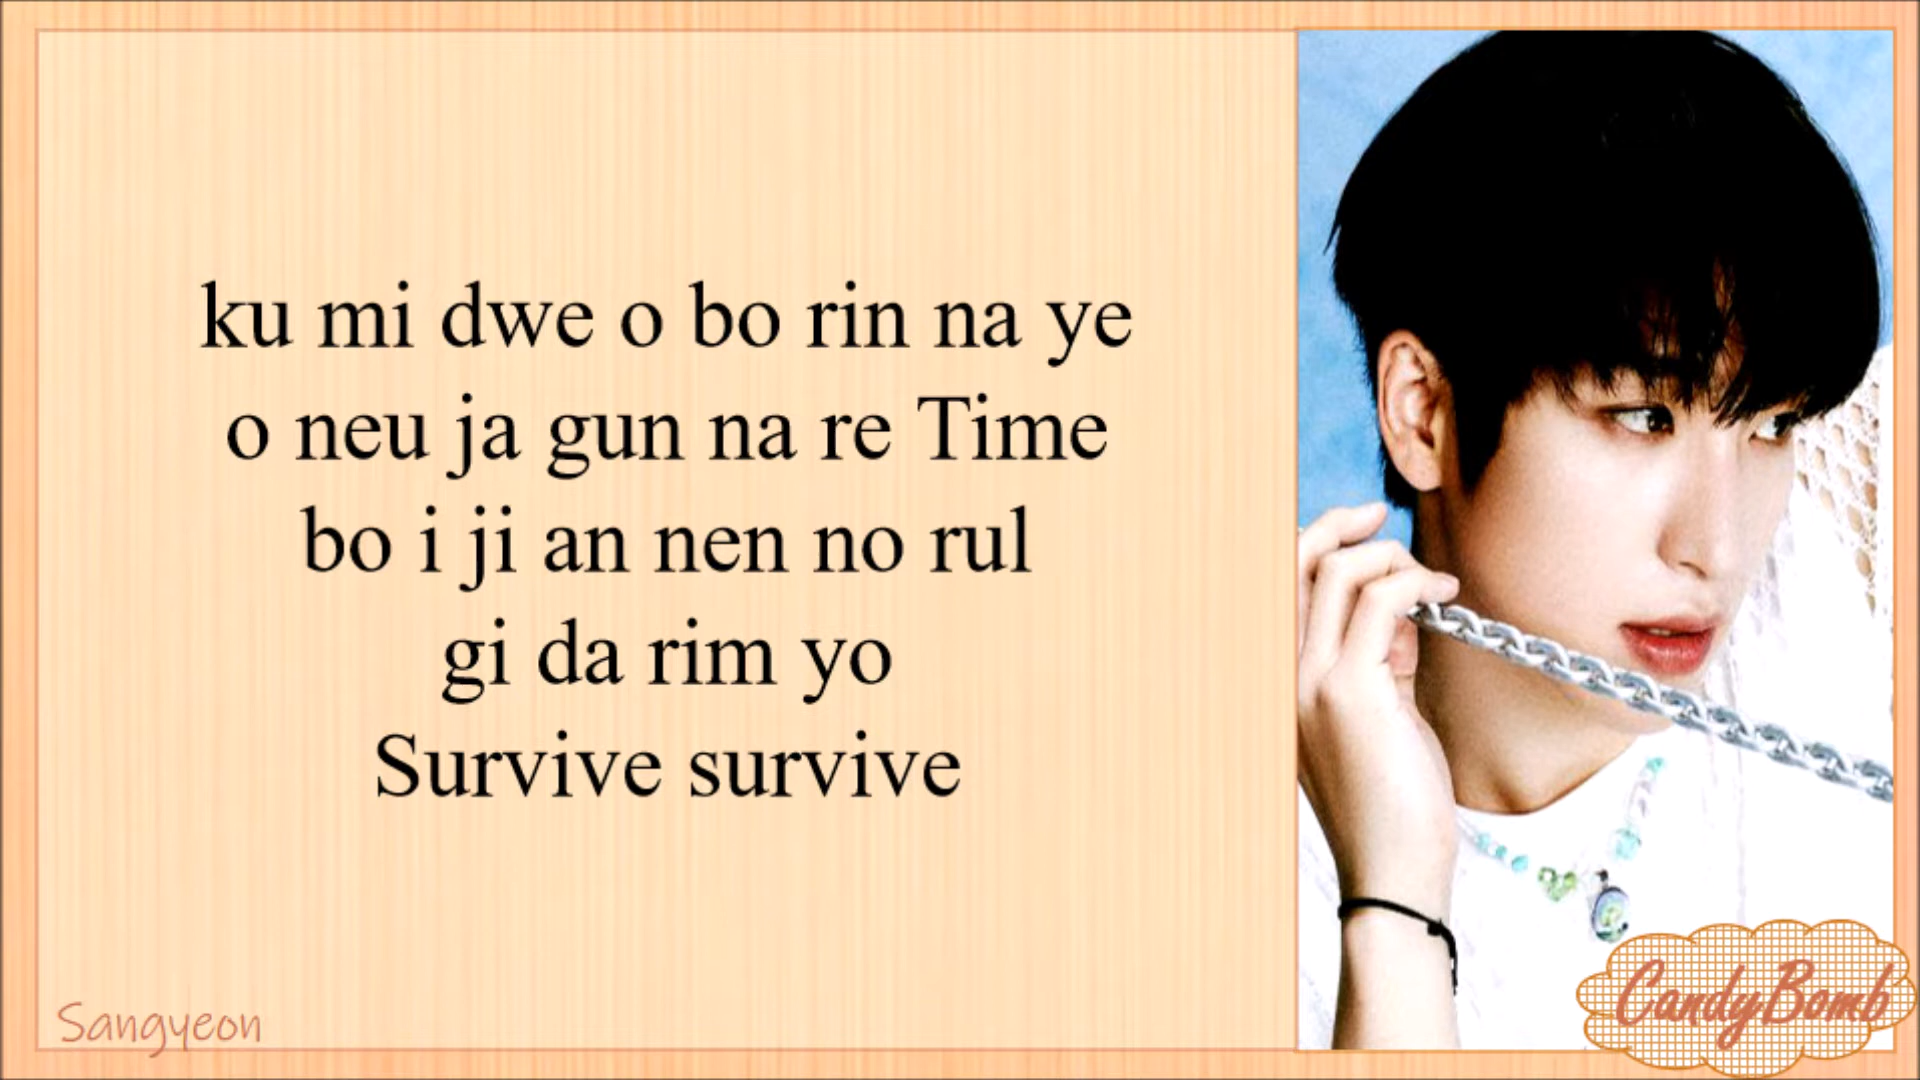 ku mi dwe o bo rin na ye
o neu ja gun na re Time
bo i ji an nen no rul
gi da rim yo
Survive survive
Sangyeon
CandyBomb